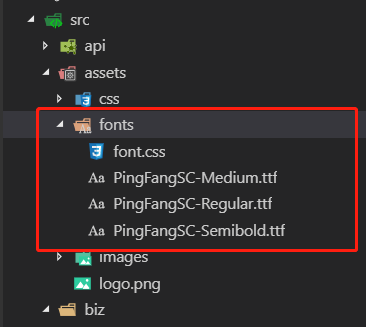 src
api
assets
css
fonts
font.css
Aa PingFangSC-Medium.ttf
Aa PingFangSC-Regular.ttf
Aa PingFangSC-Semibold.ttf
images
logo.png
biz